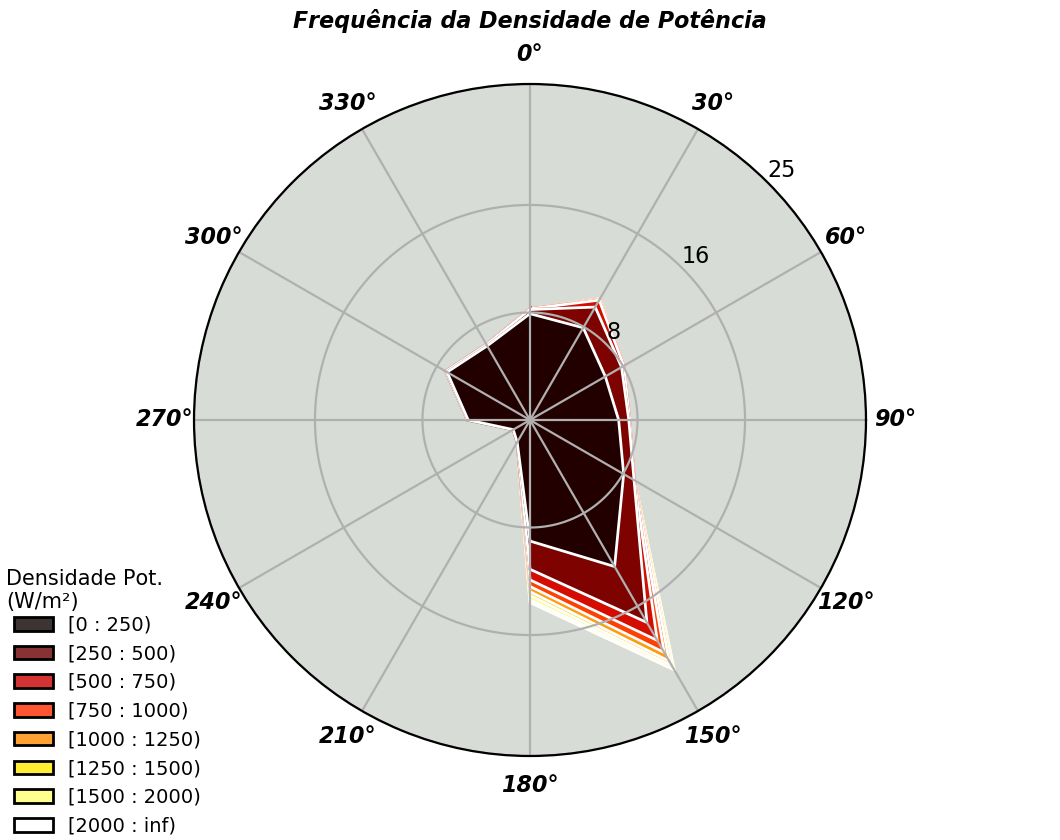 Frequência da Densidade de Potência
0°
330°
30°
25
300°
60°
16
8
270°
90°
240°
120°
210°
150°
180°
Densidade Pot.
(W/m²)
[0 : 250)
[250 : 500)
[500 : 750)
[750 : 1000)
[1000 : 1250)
[1250 : 1500)
[1500 : 2000)
[2000 : inf)